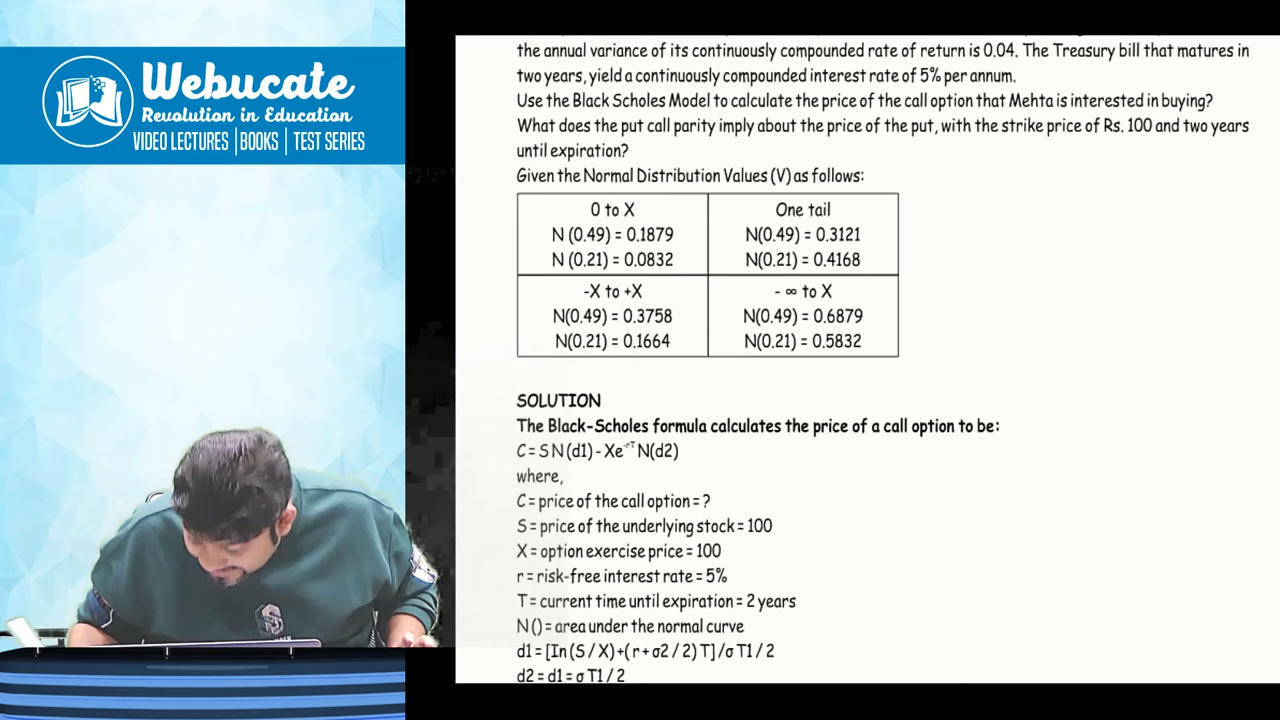 Webucate
Revolution in Education
VIDEO LECTURES | BOOKS | TEST SERIES
the annual variance of its continuously compounded rate of return is 0.04. The Treasury bill that matures in
two years, yield a continuously compounded interest rate of 5% per annum.
Use the Black Scholes Model to calculate the price of the call option that Mehta is interested in buying?
What does the put call parity imply about the price of the put, with the strike price of Rs. 100 and two years
until expiration?
Given the Normal Distribution Values (V) as follows:
0 to X
N (0.49) = 0.1879
N (0.21) = 0.0832
One tail
N(0.49) = 0.3121
N(0.21) = 0.4168
-X to +X
N(0.49) = 0.3758
N(0.21) = 0.1664
- ∞ to X
N(0.49) = 0.6879
N(0.21) = 0.5832
SOLUTION
The Black-Scholes formula calculates the price of a call option to be:
C = S N (d1) - Xe^-rT N(d2)
where,
C = price of the call option = ?
S = price of the underlying stock = 100
X = option exercise price = 100
r = risk-free interest rate = 5%
T = current time until expiration = 2 years
N () = area under the normal curve
d1 = [In (S / X) +( r + σ2 / 2) T] /σ T1 / 2
d2 = d1 = σ T1 / 2